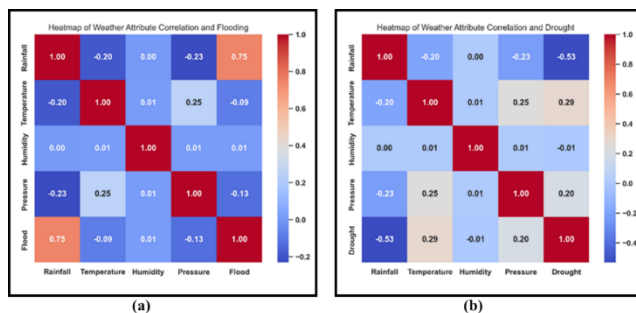 Heatmap of Weather Attribute Correlation and Flooding
Rainfall 1.00 -0.20 0.00 -0.23 0.75
Temperature -0.20 1.00 0.01 0.25 -0.09
Humidity 0.00 0.01 1.00 0.01 0.01
Pressure -0.23 0.25 0.01 1.00 -0.13
Flood 0.75 -0.09 0.01 -0.13 1.00
Rainfall Temperature Humidity Pressure Flood
1.0
0.8
0.6
0.4
0.2
0.0
-0.2
(a)
Heatmap of Weather Attribute Correlation and Drought
Rainfall 1.00 -0.20 0.00 -0.23 -0.53
Temperature -0.20 1.00 0.01 0.25 0.29
Humidity 0.00 0.01 1.00 0.01 -0.01
Pressure -0.23 0.25 0.01 1.00 0.20
Drought -0.53 0.29 -0.01 0.20 1.00
Rainfall Temperature Humidity Pressure Drought
1.0
0.8
0.6
0.4
0.2
0.0
-0.2
-0.4
(b)